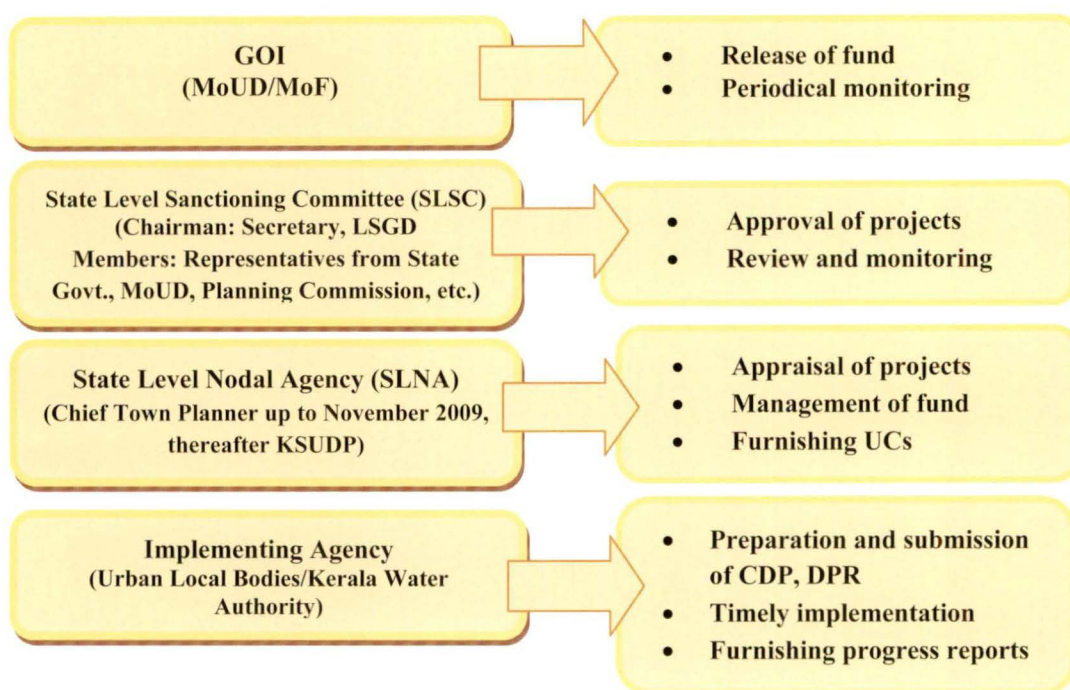 GOI
(MoUD/MoF)
• Release of fund
• Periodical monitoring
State Level Sanctioning Committee (SLSC)
(Chairman: Secretary, LSGD
Members: Representatives from State
Govt., MoUD, Planning Commission, etc.)
• Approval of projects
• Review and monitoring
State Level Nodal Agency (SLNA)
(Chief Town Planner up to November 2009,
thereafter KSUDP)
• Appraisal of projects
• Management of fund
• Furnishing UCs
Implementing Agency
(Urban Local Bodies/Kerala Water
Authority)
• Preparation and submission
of CDP, DPR
• Timely implementation
• Furnishing progress reports